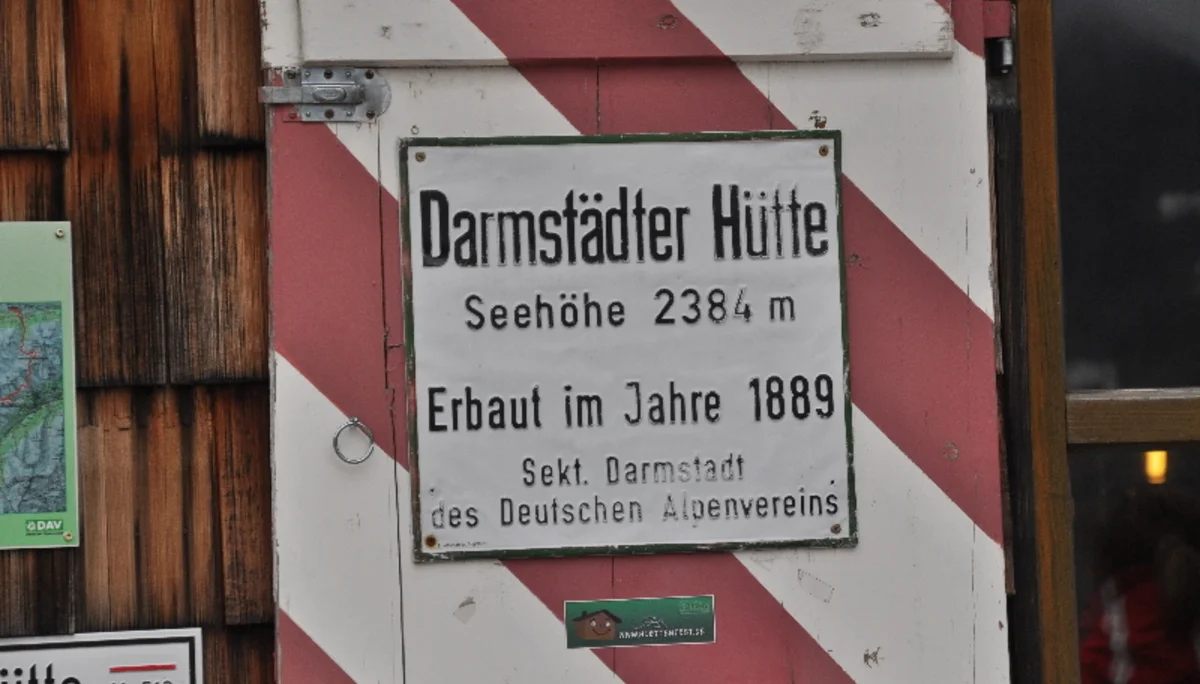 Darmstädter Hütte
Seehöhe 2384 m
Erbaut im Jahre 1889
Sekt. Darmstadt
des Deutschen Alpenvereins
DAV